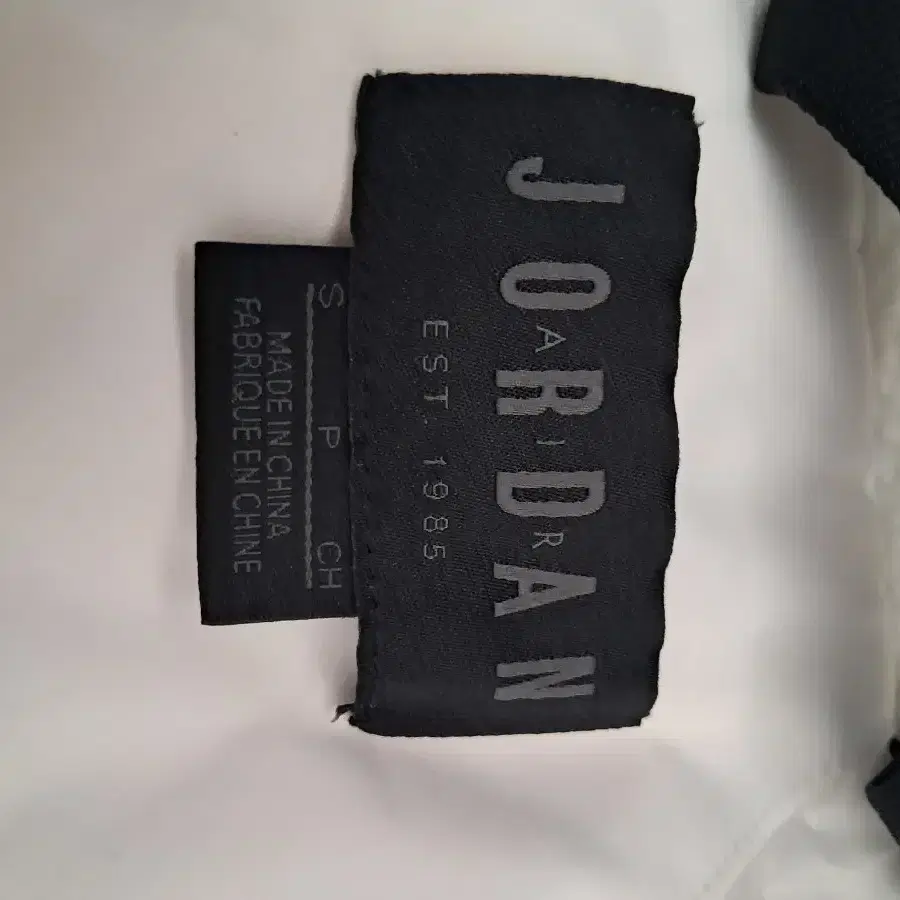 JORDAN
AIR
EST. 1985
S P CH
MADE IN CHINA
FABRIQUE EN CHINE